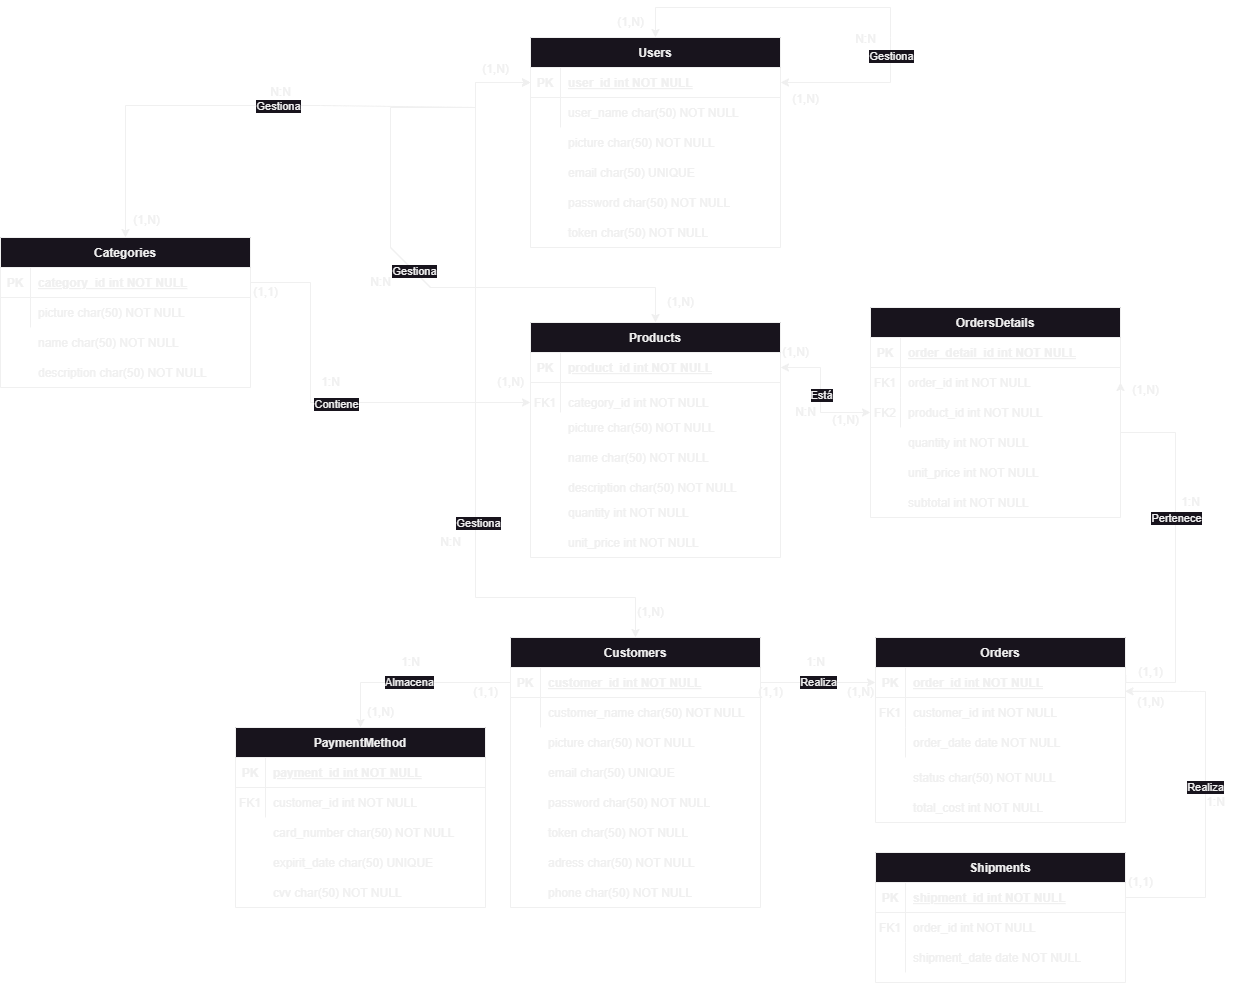 (1,N)
N:N
Gestiona
Users
(1,N)
PK user_id int NOT NULL
(1,N)
user_name char(50) NOT NULL
picture char(50) NOT NULL
email char(50) UNIQUE
password char(50) NOT NULL
token char(50) NOT NULL
N:N
Gestiona
(1,N)
Categories
PK category_id int NOT NULL
(1,1)
picture char(50) NOT NULL
name char(50) NOT NULL
description char(50) NOT NULL
Gestiona
N:N
(1,N)
Products
(1,N)
PK product_id int NOT NULL
1:N
(1,N)
Contiene
FK1 category_id int NOT NULL
picture char(50) NOT NULL
name char(50) NOT NULL
description char(50) NOT NULL
quantity int NOT NULL
unit_price int NOT NULL
Está
N:N
(1,N)
OrdersDetails
PK order_detail_id int NOT NULL
FK1 order_id int NOT NULL
(1,N)
FK2 product_id int NOT NULL
quantity int NOT NULL
unit_price int NOT NULL
subtotal int NOT NULL
1:N
Pertenece
Gestiona
N:N
(1,N)
Customers
PK customer_id int NOT NULL
customer_name char(50) NOT NULL
picture char(50) NOT NULL
email char(50) UNIQUE
password char(50) NOT NULL
token char(50) NOT NULL
adress char(50) NOT NULL
phone char(50) NOT NULL
1:N
Almacena
(1,1)
(1,N)
PaymentMethod
PK payment_id int NOT NULL
FK1 customer_id int NOT NULL
card_number char(50) NOT NULL
expirit_date char(50) UNIQUE
cvv char(50) NOT NULL
1:N
Realiza
(1,1)
(1,N)
Orders
(1,1)
PK order_id int NOT NULL
(1,N)
FK1 customer_id int NOT NULL
order_date date NOT NULL
status char(50) NOT NULL
total_cost int NOT NULL
Realiza
1:N
Shipments
(1,1)
PK shipment_id int NOT NULL
FK1 order_id int NOT NULL
shipment_date date NOT NULL